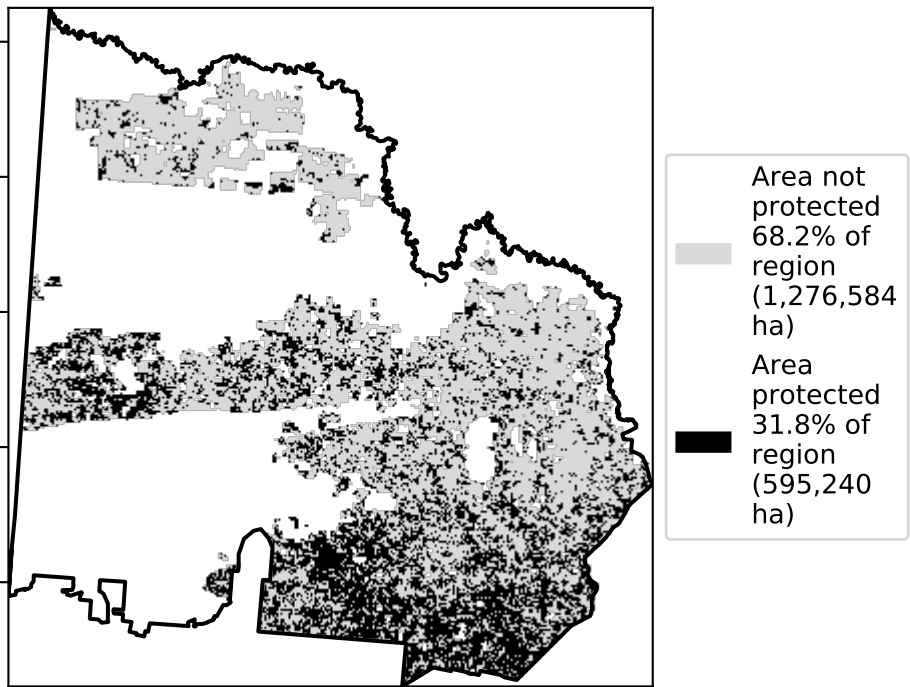 Area not
protected
68.2% of
region
(1,276,584
ha)
Area
protected
31.8% of
region
(595,240
ha)